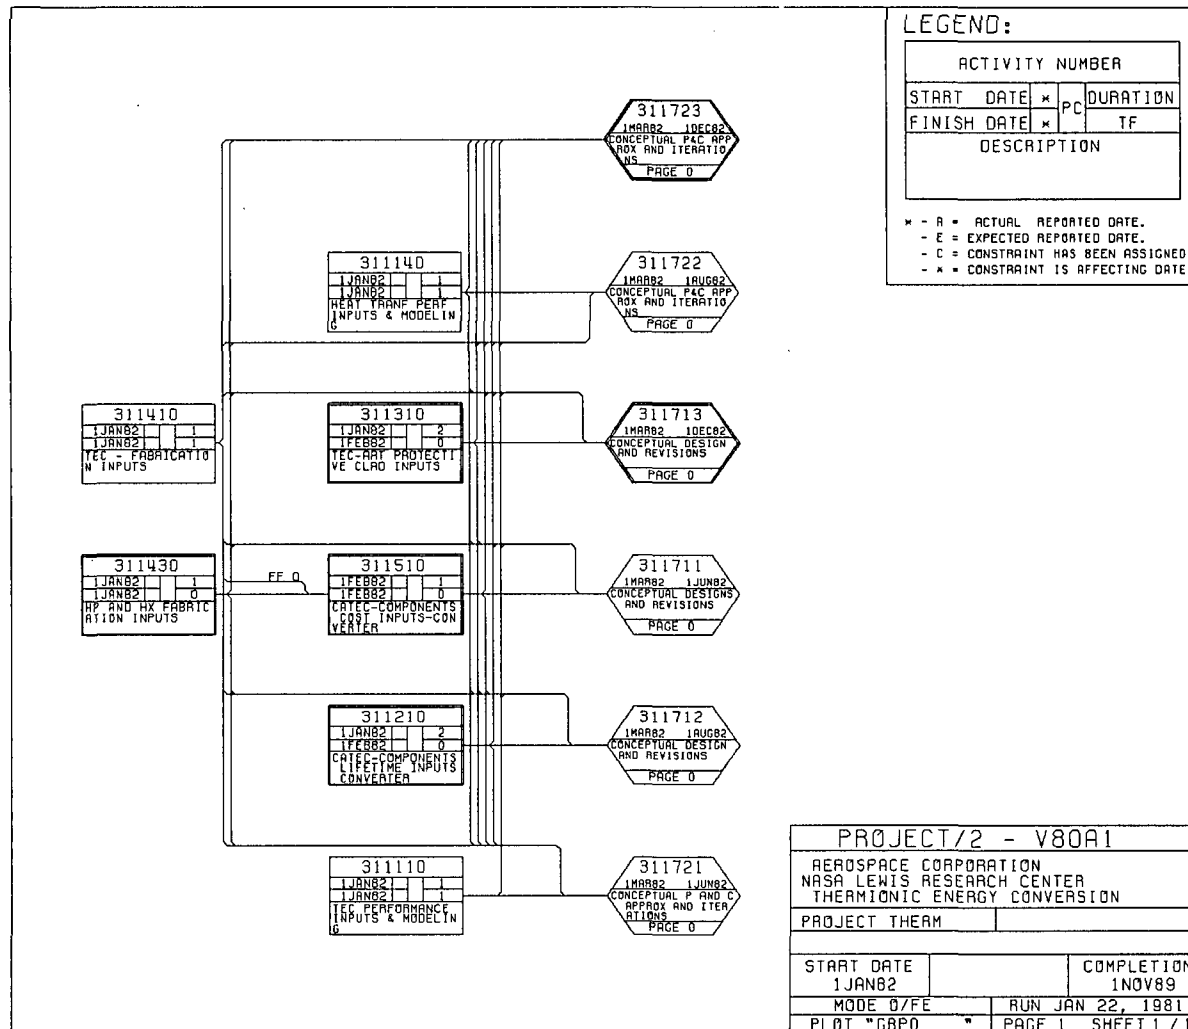 LEGEND:
ACTIVITY NUMBER
START DATE * PC DURATION
FINISH DATE * TF
DESCRIPTION
* - A = ACTUAL REPORTED DATE.
- E = EXPECTED REPORTED DATE.
- C = CONSTRAINT HAS BEEN ASSIGNED
- * = CONSTRAINT IS AFFECTING DATE
311723
1MAR82 1DEC82
CONCEPTUAL P&C APP
ROX AND ITERATIO
NS
PAGE 0
311140
1JAN82 1
1JAN82 1
HEAT TRANF PERF
INPUTS & MODELIN
G
311722
1MAR82 1AUG82
CONCEPTUAL P&C APP
ROX AND ITERATIO
NS
PAGE 0
311410
1JAN82 1
1JAN82 1
TEC - FABRICATIO
N INPUTS
311310
1JAN82 2
1FEB82 0
TEC-ART PROTECTI
VE CLAD INPUTS
311713
1MAR82 1DEC82
CONCEPTUAL DESIGN
AND REVISIONS
PAGE 0
311430
1JAN82 1
1JAN82 0
HP AND HX FABRIC
ATION INPUTS
FF 0
311510
1FEB82 1
1FEB82 0
CATEC-COMPONENTS
COST INPUTS-CON
VERTER
311711
1MAR82 1JUN82
CONCEPTUAL DESIGNS
AND REVISIONS
PAGE 0
311210
1JAN82 2
1FEB82 0
CATEC-COMPONENTS
LIFETIME INPUTS
CONVERTER
311712
1MAR82 1AUG82
CONCEPTUAL DESIGN
AND REVISIONS
PAGE 0
311110
1JAN82 1
1JAN82 1
TEC PERFORMANCE
INPUTS & MODELIN
G
311721
1MAR82 1JUN82
CONCEPTUAL P AND C
APPROX AND ITER
ATIONS
PAGE 0
PROJECT/2 - V80A1
AEROSPACE CORPORATION
NASA LEWIS RESEARCH CENTER
THERMIONIC ENERGY CONVERSION
PROJECT THERM
START DATE COMPLETION
1JAN82 1NOV89
MODE O/FE RUN JAN 22, 1981
PLOT "GRPO " PAGE 1 SHEET 1 / 1